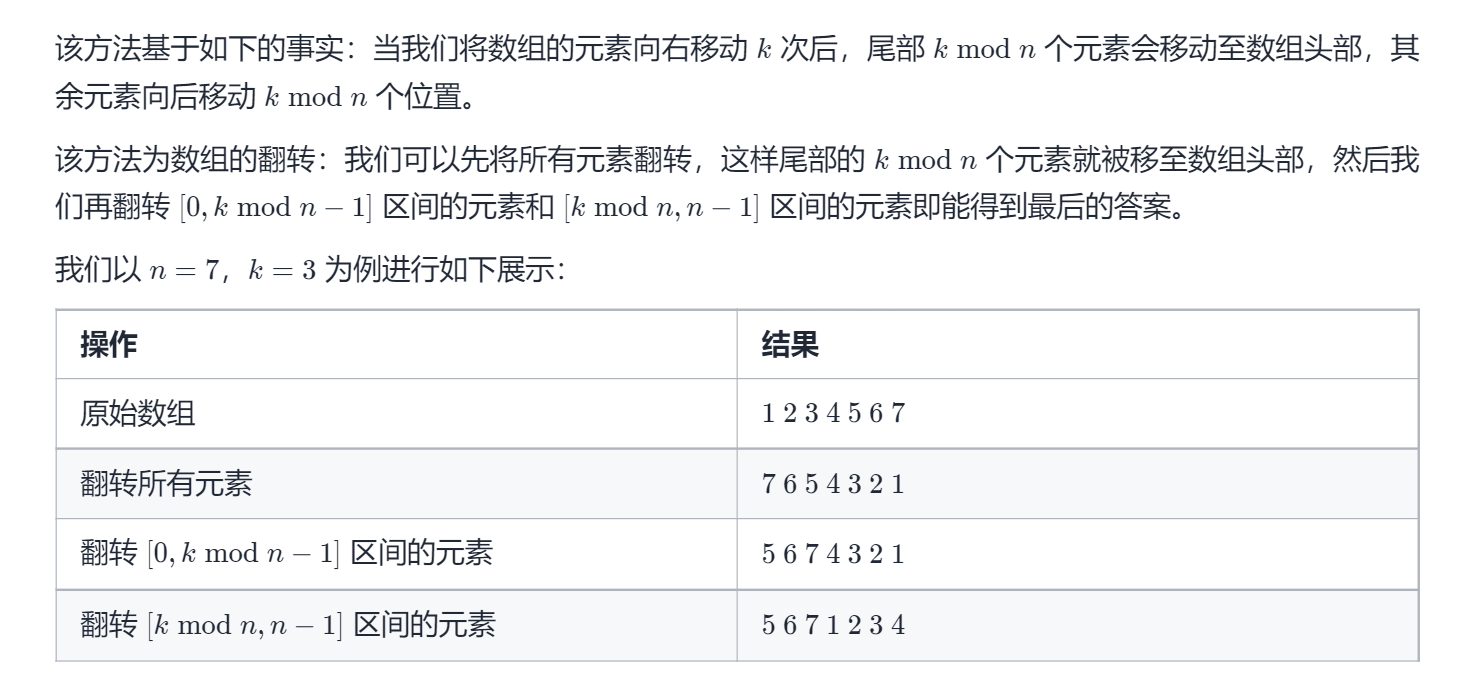 该方法基于如下的事实：当我们将数组的元素向右移动 k 次后，尾部 k mod n 个元素会移动至数组头部，其
余元素向后移动 k mod n 个位置。
该方法为数组的翻转：我们可以先将所有元素翻转，这样尾部的 k mod n 个元素就被移至数组头部，然后我
们再翻转 [0, k mod n − 1] 区间的元素和 [k mod n, n − 1] 区间的元素即能得到最后的答案。
我们以 n = 7，k = 3 为例进行如下展示：
操作 结果
原始数组 1 2 3 4 5 6 7
翻转所有元素 7 6 5 4 3 2 1
翻转 [0, k mod n − 1] 区间的元素 5 6 7 4 3 2 1
翻转 [k mod n, n − 1] 区间的元素 5 6 7 1 2 3 4